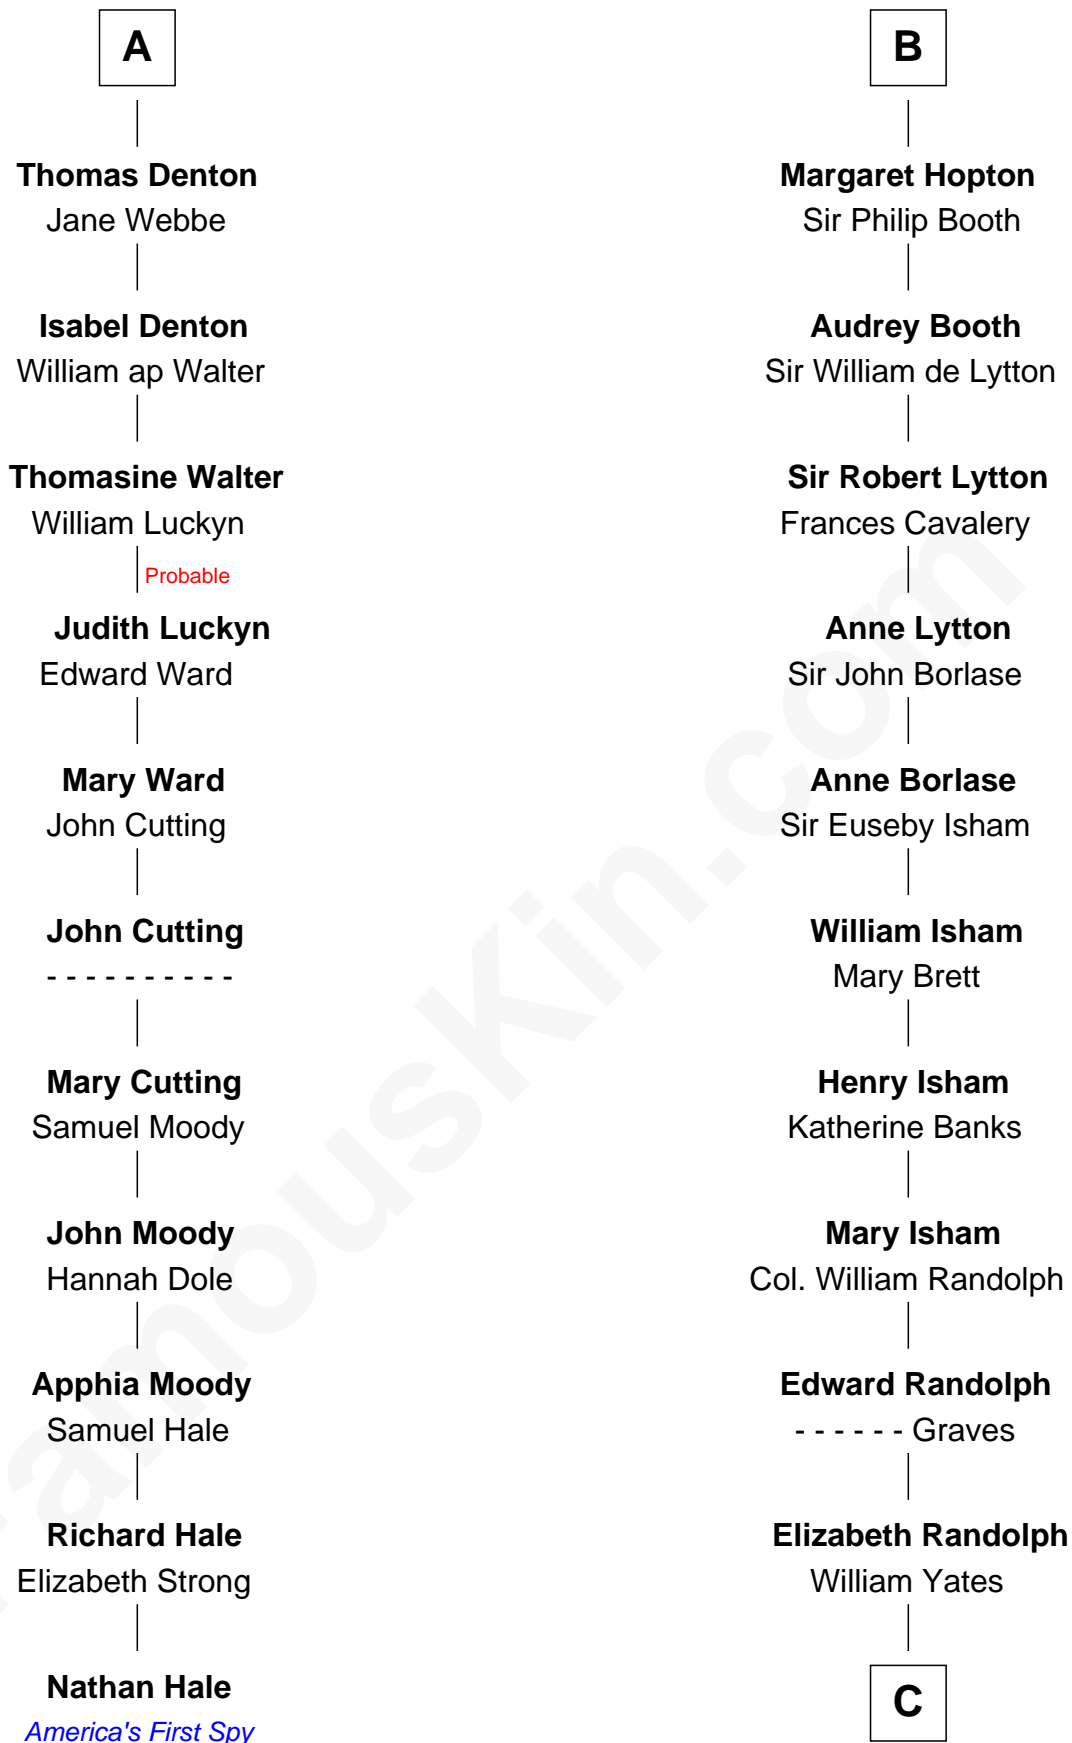 A
Thomas Denton
Jane Webbe
Isabel Denton
William ap Walter
Thomasine Walter
William Luckyn
Probable
Judith Luckyn
Edward Ward
Mary Ward
John Cutting
John Cutting
- - - - - - - - - -
Mary Cutting
Samuel Moody
John Moody
Hannah Dole
Apphia Moody
Samuel Hale
Richard Hale
Elizabeth Strong
Nathan Hale
America's First Spy
B
Margaret Hopton
Sir Philip Booth
Audrey Booth
Sir William de Lytton
Sir Robert Lytton
Frances Cavalery
Anne Lytton
Sir John Borlase
Anne Borlase
Sir Euseby Isham
William Isham
Mary Brett
Henry Isham
Katherine Banks
Mary Isham
Col. William Randolph
Edward Randolph
- - - - - - Graves
Elizabeth Randolph
William Yates
C
FamousKin.com